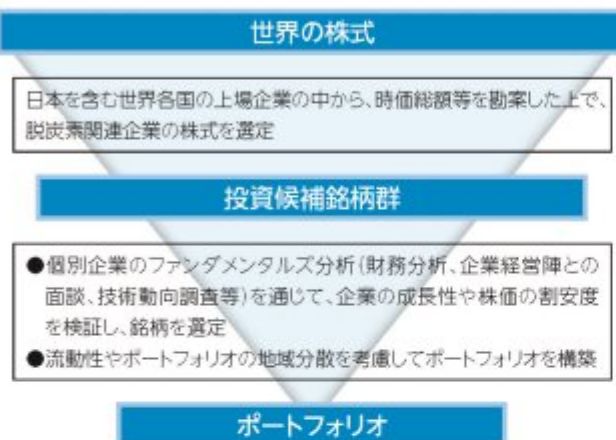 世界の株式
日本を含む世界各国の上場企業の中から、時価総額等を勘案した上で、
脱炭素関連企業の株式を選定
投資候補銘柄群
●個別企業のファンダメンタルズ分析(財務分析、企業経営陣との
面談、技術動向調査等)を通じて、企業の成長性や株価の割安度
を検証し、銘柄を選定
●流動性やポートフォリオの地域分散を考慮してポートフォリオを構築
ポートフォリオ